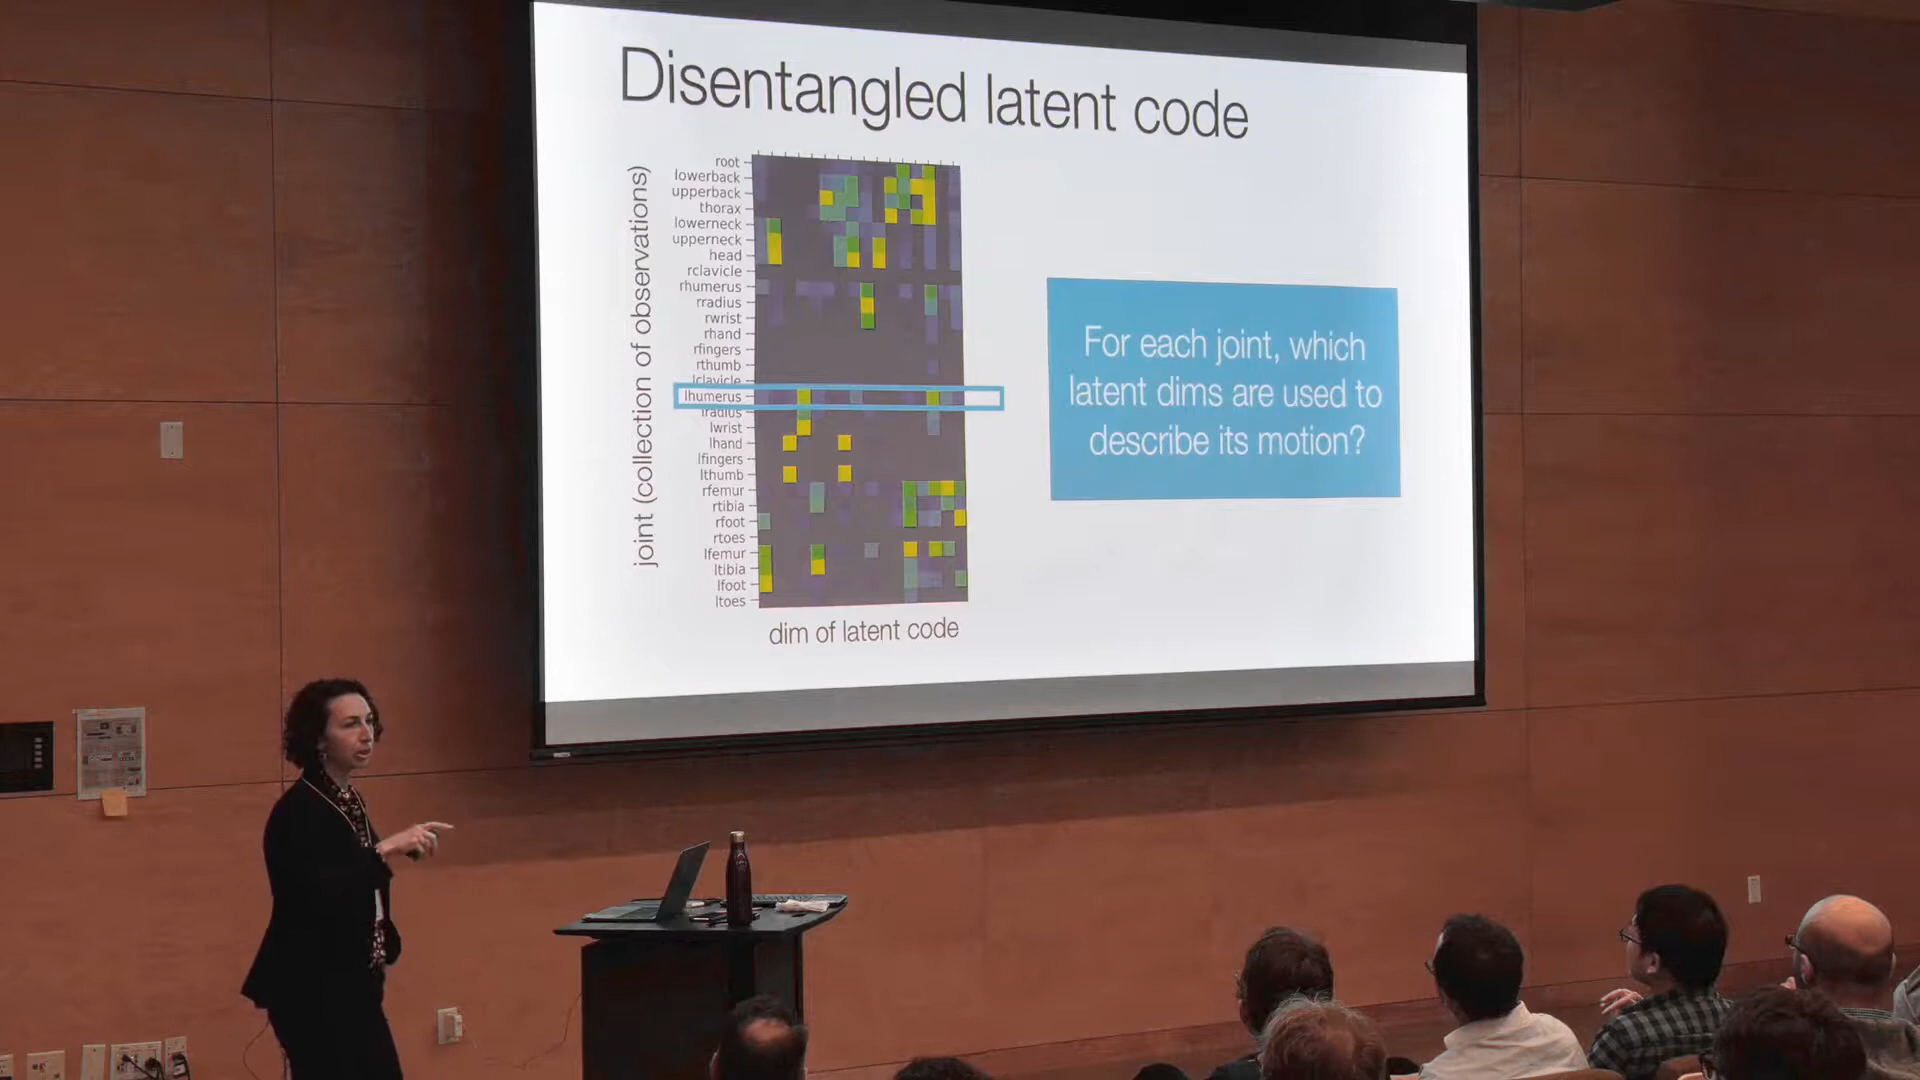 Disentangled latent code
joint (collection of observations)
root
lowerback
upperback
thorax
lowerneck
upperneck
head
rclavicle
rhumerus
rradius
rwrist
rhand
rfingers
rthumb
lclavicle
lhumerus
lradius
lwrist
lhand
lfingers
lthumb
rfemur
rtibia
rfoot
rtoes
lfemur
ltibia
lfoot
ltoes
dim of latent code
For each joint, which
latent dims are used to
describe its motion?